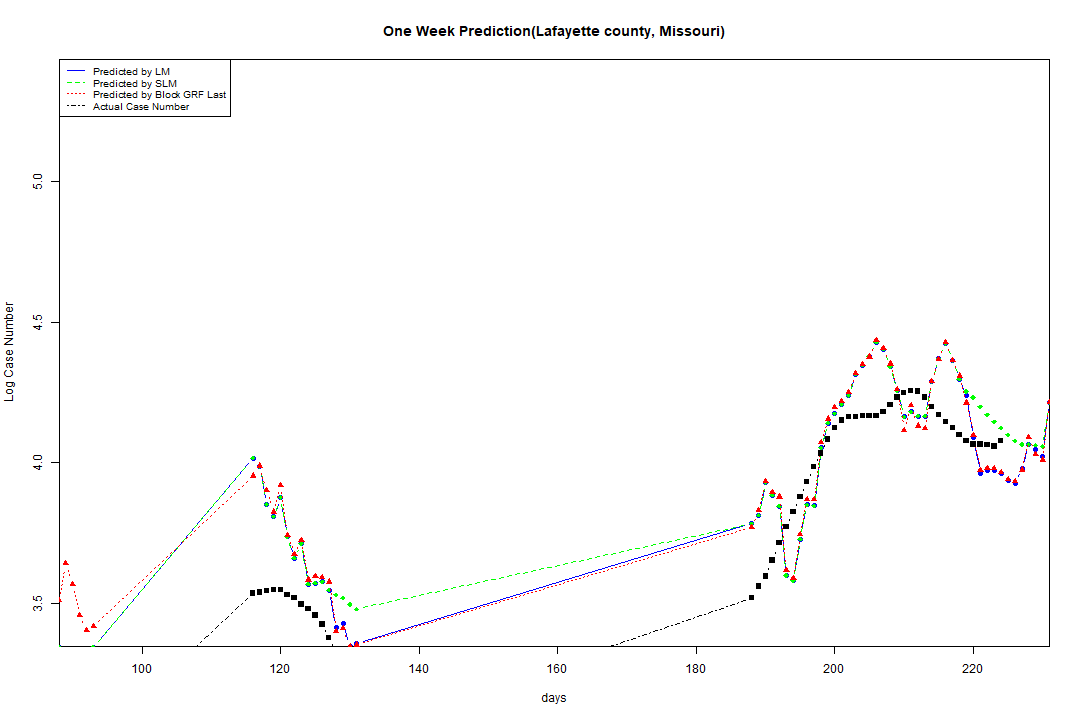 One Week Prediction(Lafayette county, Missouri)
Predicted by LM
Predicted by SLM
Predicted by Block GRF Last
Actual Case Number
5.0
4.5
4.0
3.5
Log Case Number
100 120 140 160 180 200 220
days